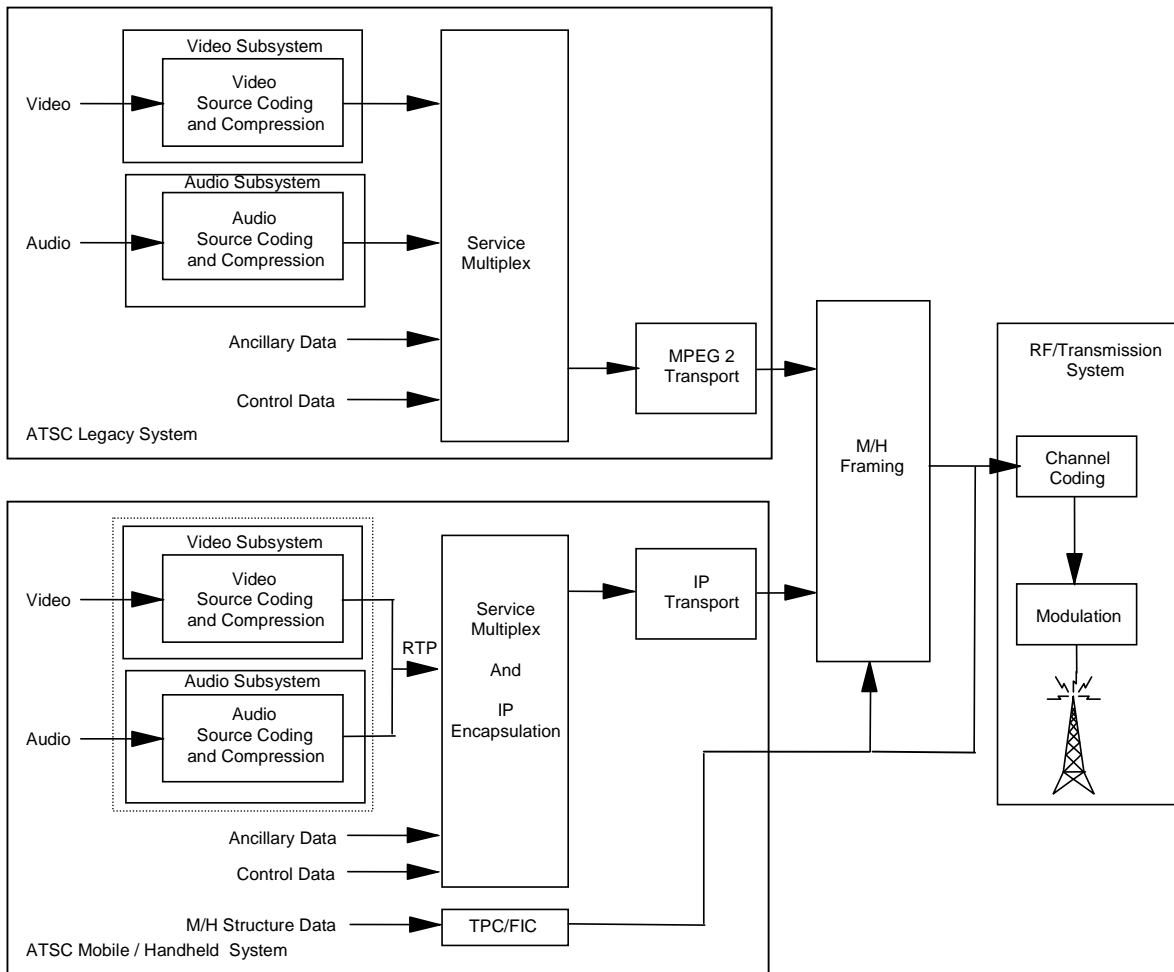 Video Subsystem
Video
Video
Source Coding
and Compression
Audio Subsystem
Audio
Audio
Source Coding
and Compression
Service
Multiplex
Ancillary Data
Control Data
MPEG 2
Transport
ATSC Legacy System
M/H
Framing
RF/Transmission
System
Channel
Coding
Modulation
Video Subsystem
Video
Video
Source Coding
and Compression
RTP
Audio Subsystem
Audio
Audio
Source Coding
and Compression
Service
Multiplex
And
IP
Encapsulation
IP
Transport
Ancillary Data
Control Data
M/H Structure Data
TPC/FIC
ATSC Mobile / Handheld System